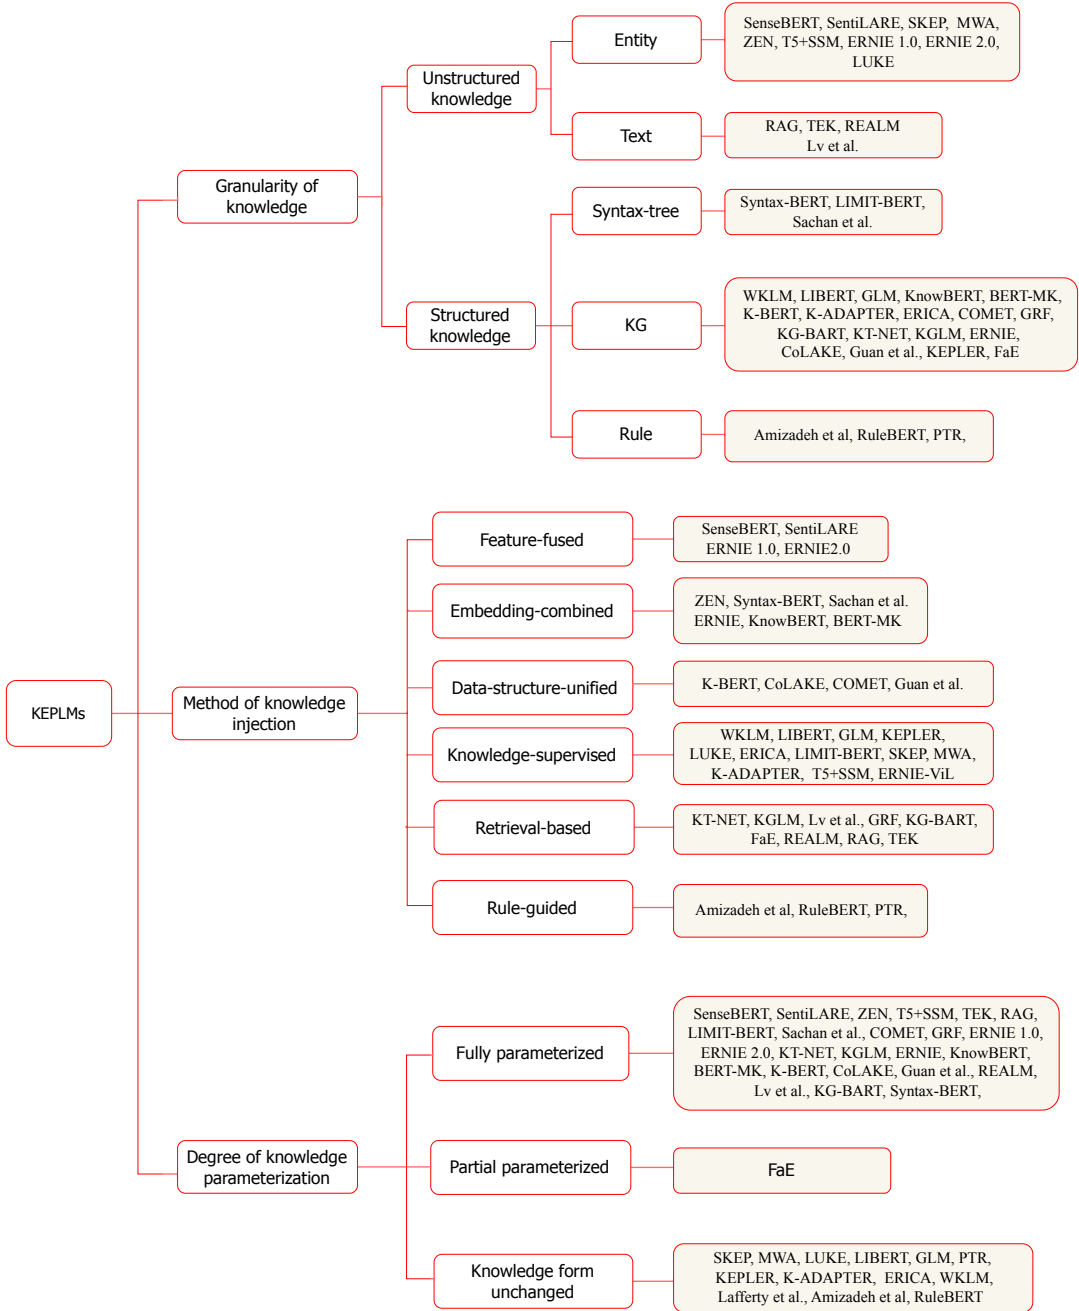 KEPLMs
Granularity of
knowledge
Unstructured
knowledge
Entity
SenseBERT, SentiLARE, SKEP, MWA,
ZEN, T5+SSM, ERNIE 1.0, ERNIE 2.0,
LUKE
Text
RAG, TEK, REALM
Lv et al.
Structured
knowledge
Syntax-tree
Syntax-BERT, LIMIT-BERT,
Sachan et al.
KG
WKLM, LIBERT, GLM, KnowBERT, BERT-MK,
K-BERT, K-ADAPTER, ERICA, COMET, GRF,
KG-BART, KT-NET, KGLM, ERNIE,
CoLAKE, Guan et al., KEPLER, FaE
Rule
Amizadeh et al, RuleBERT, PTR,
Method of knowledge
injection
Feature-fused
SenseBERT, SentiLARE
ERNIE 1.0, ERNIE2.0
Embedding-combined
ZEN, Syntax-BERT, Sachan et al.
ERNIE, KnowBERT, BERT-MK
Data-structure-unified
K-BERT, CoLAKE, COMET, Guan et al.
Knowledge-supervised
WKLM, LIBERT, GLM, KEPLER,
LUKE, ERICA, LIMIT-BERT, SKEP, MWA,
K-ADAPTER, T5+SSM, ERNIE-ViL
Retrieval-based
KT-NET, KGLM, Lv et al., GRF, KG-BART,
FaE, REALM, RAG, TEK
Rule-guided
Amizadeh et al, RuleBERT, PTR,
Degree of knowledge
parameterization
Fully parameterized
SenseBERT, SentiLARE, ZEN, T5+SSM, TEK, RAG,
LIMIT-BERT, Sachan et al., COMET, GRF, ERNIE 1.0,
ERNIE 2.0, KT-NET, KGLM, ERNIE, KnowBERT,
BERT-MK, K-BERT, CoLAKE, Guan et al., REALM,
Lv et al., KG-BART, Syntax-BERT,
Partial parameterized
FaE
Knowledge form
unchanged
SKEP, MWA, LUKE, LIBERT, GLM, PTR,
KEPLER, K-ADAPTER, ERICA, WKLM,
Lafferty et al., Amizadeh et al, RuleBERT